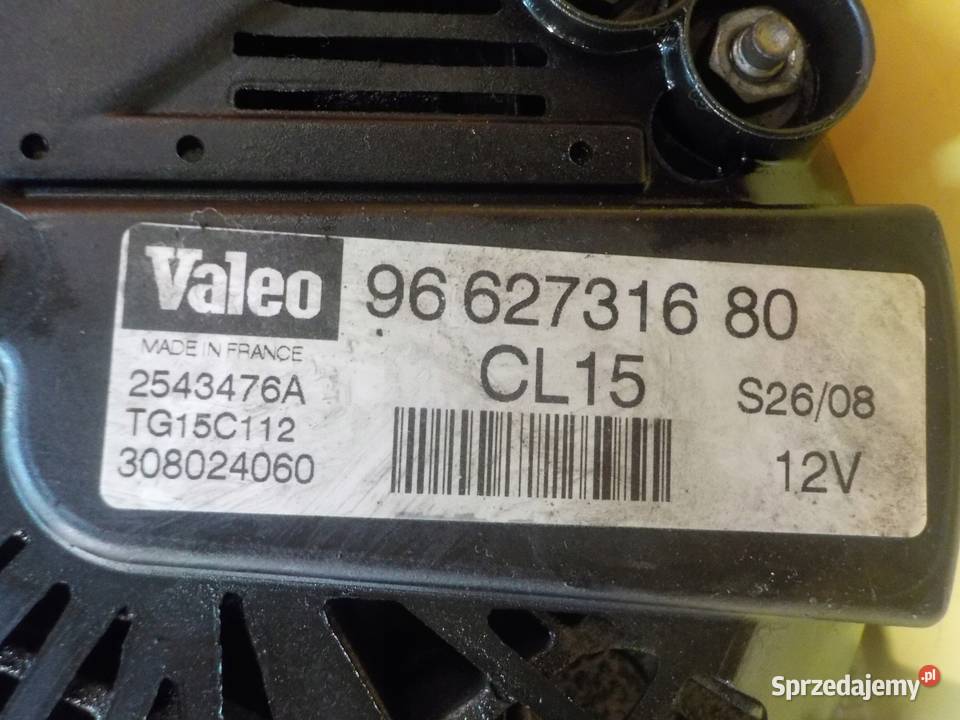 Valeo
96 627316 80
MADE IN FRANCE
CL15
2543476A
S26/08
TG15C112
308024060
12V
Sprzedajemy.pl